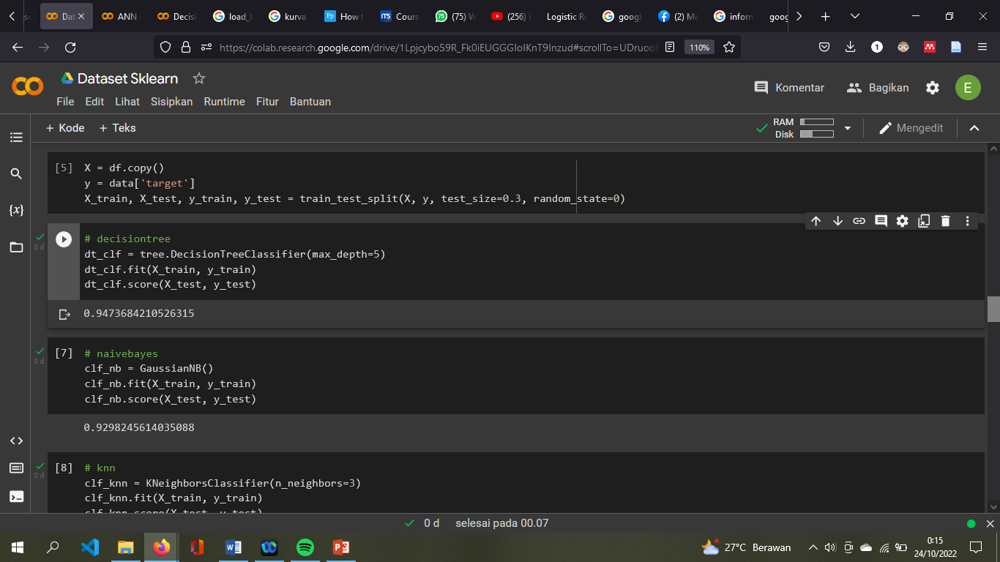 Dat
ANN
Decisi
load_b
kurva
How t
Cours
(75) W
(256)
Logistic Re
googl
(2) Me
inform
goog
https://colab.research.google.com/drive/1Lpjcybo59R_Fk0iEUGGGIoIKnT9Inzud#scrollTo=UDruoo
110%
Dataset Sklearn
File Edit Lihat Sisipkan Runtime Fitur Bantuan
Komentar
Bagikan
E
+ Kode + Teks
RAM
Disk
Mengedit
[5] X = df.copy()
y = data['target']
X_train, X_test, y_train, y_test = train_test_split(X, y, test_size=0.3, random_state=0)
0 d
# decisiontree
dt_clf = tree.DecisionTreeClassifier(max_depth=5)
dt_clf.fit(X_train, y_train)
dt_clf.score(X_test, y_test)
0.9473684210526315
0 d
[7] # naivebayes
clf_nb = GaussianNB()
clf_nb.fit(X_train, y_train)
clf_nb.score(X_test, y_test)
0.9298245614035088
0 d
[8] # knn
clf_knn = KNeighborsClassifier(n_neighbors=3)
clf_knn.fit(X_train, y_train)
clf_knn.score(X_test, y_test)
0 d selesai pada 00.07
27°C Berawan
0:15
24/10/2022